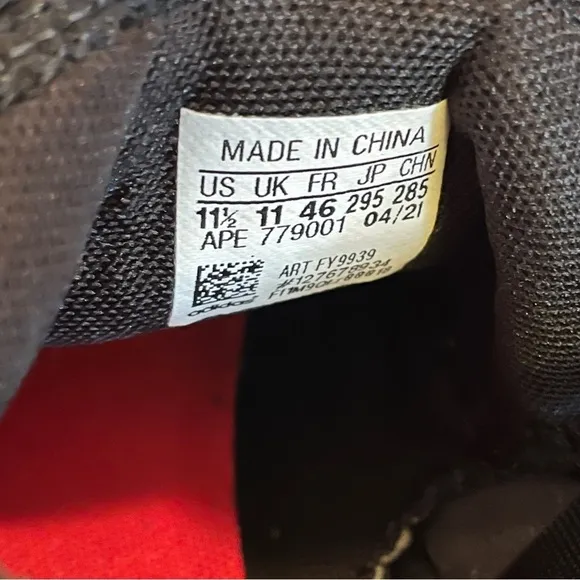 MADE IN CHINA
US UK FR JP CHN
11½ 11 46 295 285
APE 779001 04/21
ART FY9939
#127678934
adidas